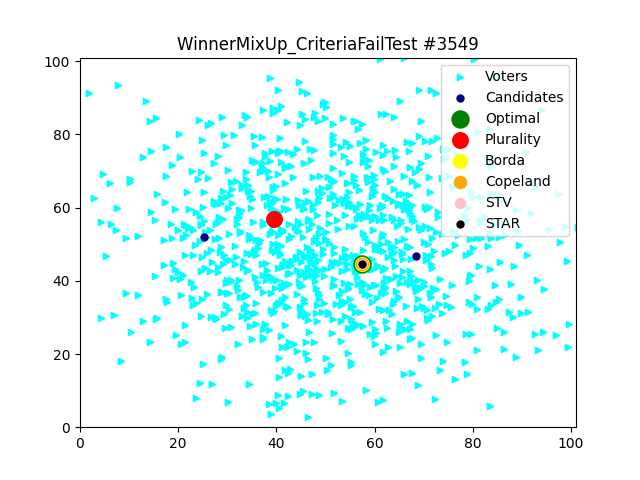 WinnerMixUp_CriteriaFailTest #3549
100
80
60
40
20
0
0 20 40 60 80 100
Voters
Candidates
Optimal
Plurality
Borda
Copeland
STV
STAR